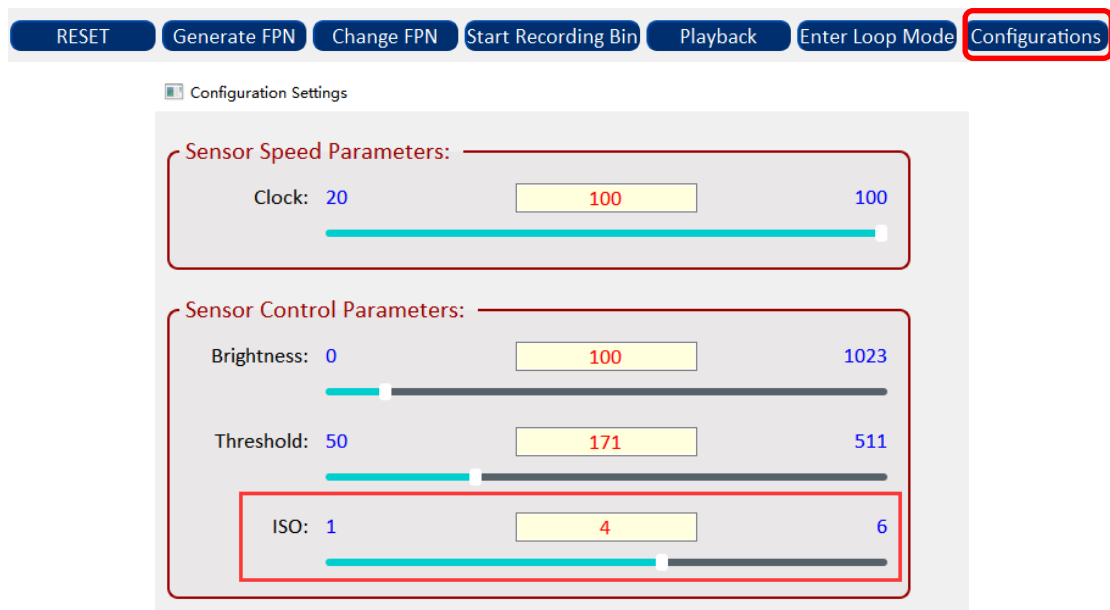 RESET Generate FPN Change FPN Start Recording Bin Playback Enter Loop Mode Configurations
Configuration Settings
Sensor Speed Parameters:
Clock: 20 100 100
Sensor Control Parameters:
Brightness: 0 100 1023
Threshold: 50 171 511
ISO: 1 4 6